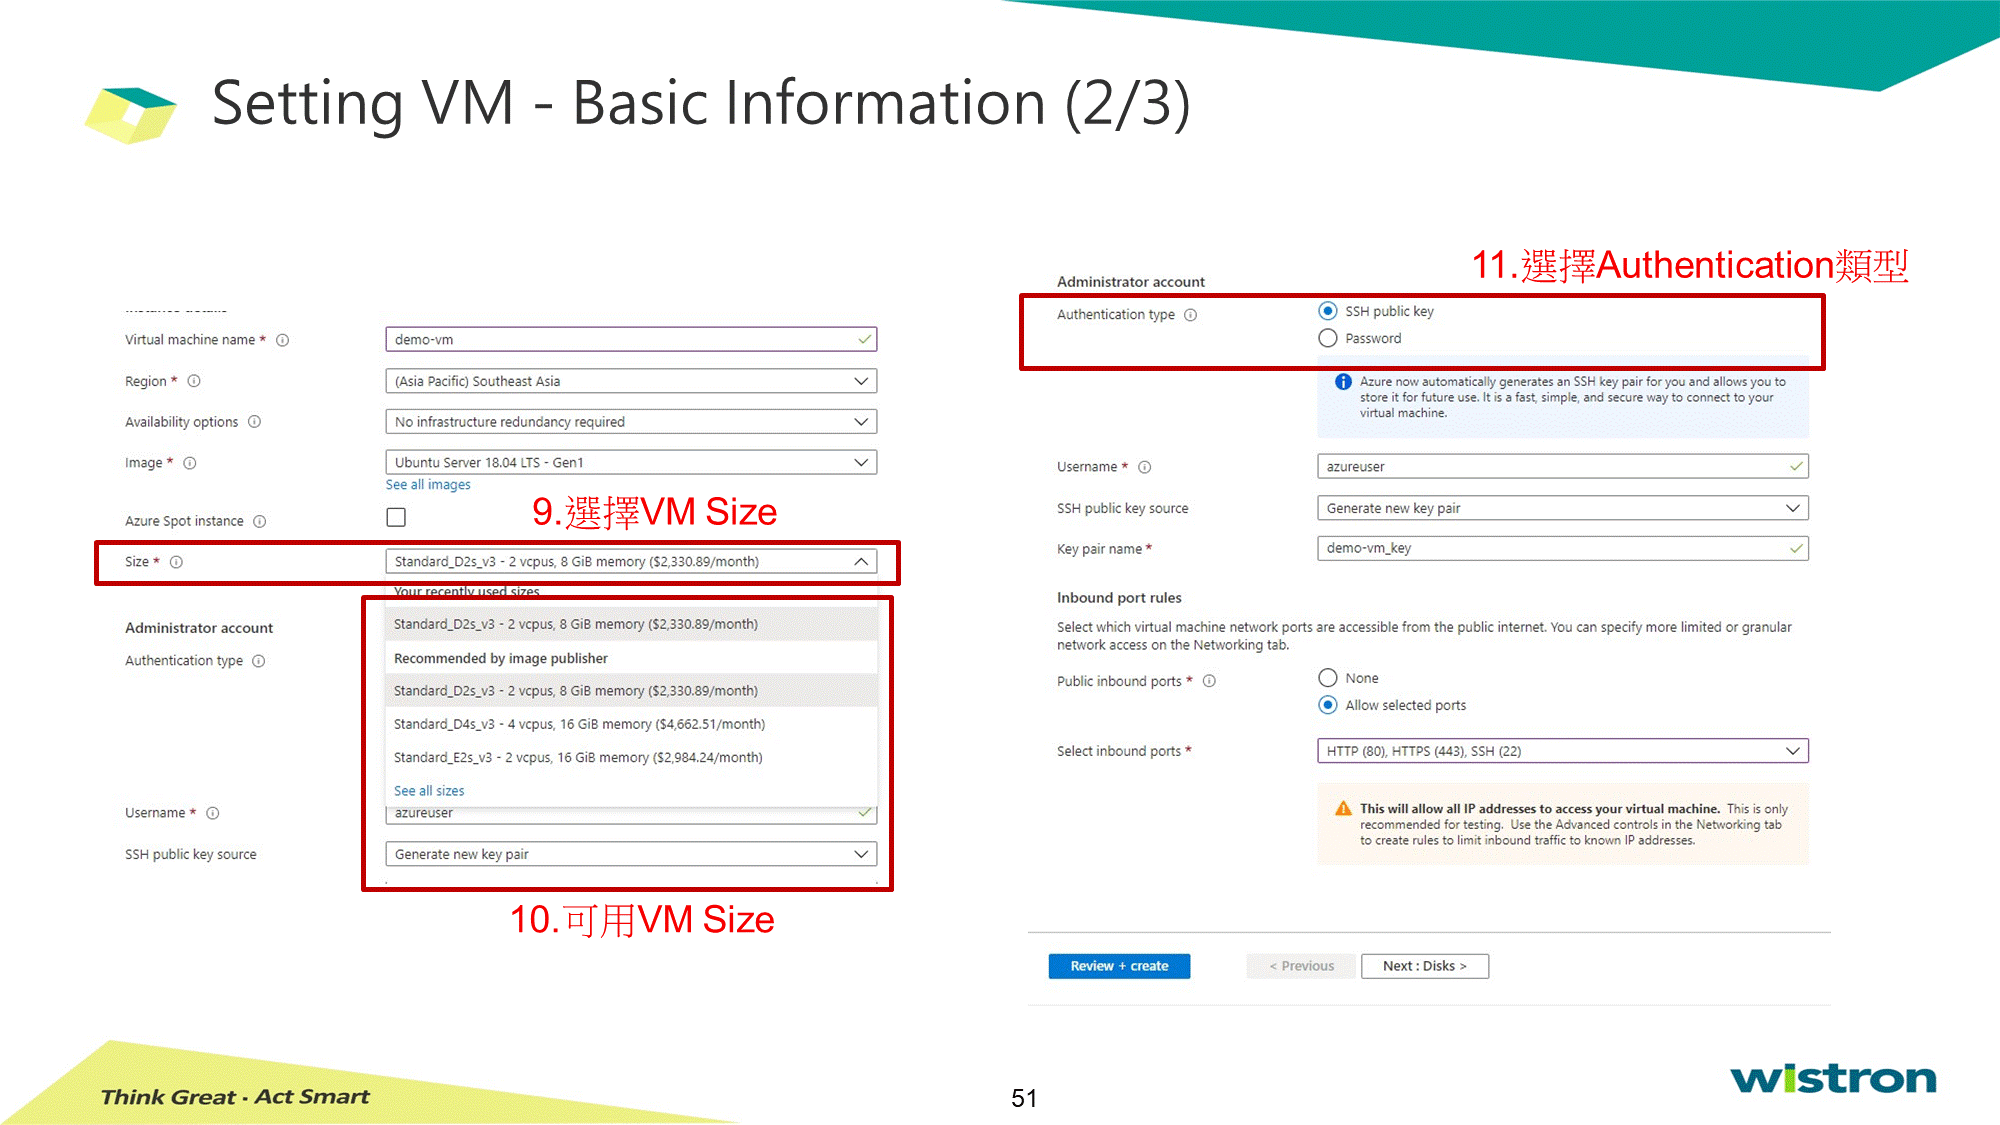 Setting VM - Basic Information (2/3)
Virtual machine name *
demo-vm
Region *
(Asia Pacific) Southeast Asia
Availability options
No infrastructure redundancy required
Image *
Ubuntu Server 18.04 LTS - Gen1
See all images
Azure Spot instance
9.選擇VM Size
Size *
Standard_D2s_v3 - 2 vcpus, 8 GiB memory ($2,330.89/month)
Your recently used sizes
Standard_D2s_v3 - 2 vcpus, 8 GiB memory ($2,330.89/month)
Recommended by image publisher
Standard_D2s_v3 - 2 vcpus, 8 GiB memory ($2,330.89/month)
Standard_D4s_v3 - 4 vcpus, 16 GiB memory ($4,662.51/month)
Standard_E2s_v3 - 2 vcpus, 16 GiB memory ($2,984.24/month)
See all sizes
Administrator account
Authentication type
Username *
azureuser
SSH public key source
Generate new key pair
10.可用VM Size
11.選擇Authentication類型
Administrator account
Authentication type
SSH public key
Password
Azure now automatically generates an SSH key pair for you and allows you to
store it for future use. It is a fast, simple, and secure way to connect to your
virtual machine.
Username *
azureuser
SSH public key source
Generate new key pair
Key pair name *
demo-vm_key
Inbound port rules
Select which virtual machine network ports are accessible from the public internet. You can specify more limited or granular
network access on the Networking tab.
Public inbound ports *
None
Allow selected ports
Select inbound ports *
HTTP (80), HTTPS (443), SSH (22)
This will allow all IP addresses to access your virtual machine. This is only
recommended for testing. Use the Advanced controls in the Networking tab
to create rules to limit inbound traffic to known IP addresses.
Review + create
< Previous
Next : Disks >
Think Great · Act Smart
51
wistron